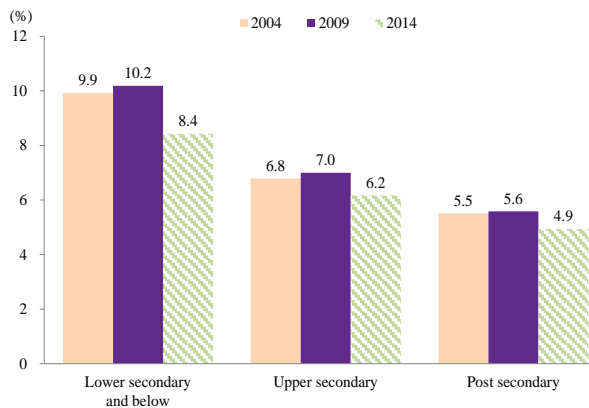 (%)
2004 2009 2014
12
10
8
6
4
2
0
9.9 10.2 8.4
6.8 7.0 6.2
5.5 5.6 4.9
Lower secondary
and below
Upper secondary
Post secondary